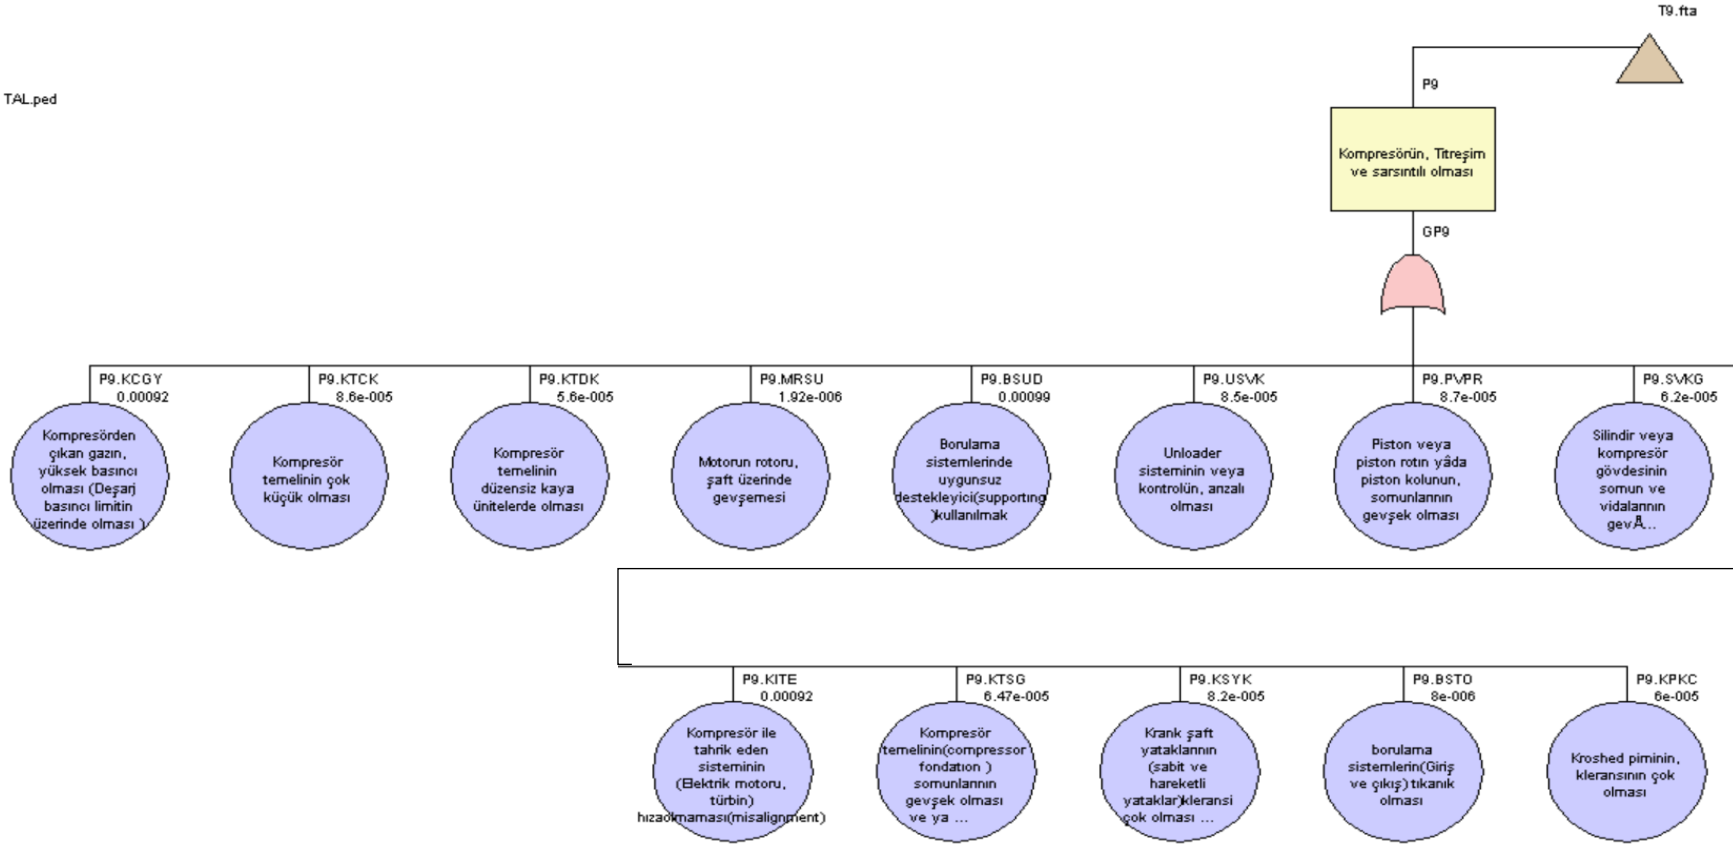 T9.fta
TAL.ped
P9
Kompresörün, Titreşim
ve sarsıntılı olması
GP9
P9.KCGY
0.00092
Kompresörden
çıkan gazın,
yüksek basıncı
olması (Deşarj
basıncı limitin
üzerinde olması )
P9.KTCK
8.6e-005
Kompresör
temelinin çok
küçük olması
P9.KTDK
5.6e-005
Kompresör
temelinin
düzensiz kaya
ünitelerde olması
P9.MRSU
1.92e-006
Motorun rotoru,
şaft üzerinde
gevşemesi
P9.BSUD
0.00099
Borulama
sistemlerinde
uygunsuz
destekleyici(supporting
)kullanılmak
P9.USVK
8.5e-005
Unloader
sisteminin veya
kontrolün, arızalı
olması
P9.PVPR
8.7e-005
Piston veya
piston rotın yâda
piston kolunun,
somunlarının
gevşek olması
P9.SVKG
6.2e-005
Silindir veya
kompresör
gövdesinin
somun ve
vidalarının
gevÅ...
P9.KITE
0.00092
Kompresör ile
tahrik eden
sisteminin
(Elektrik motoru,
türbin)
hızaolmaması(misalignment)
P9.KTSG
6.47e-005
Kompresör
temelinin(compressor
fondatıon )
somunlarının
gevşek olması
ve ya ...
P9.KSYK
8.2e-005
Krank şaft
yataklarının
(sabit ve
hareketli
yataklar)kleransi
çok olması ...
P9.BSTO
8e-006
borulama
sistemlerin(Giriş
ve çıkış) tıkanık
olması
P9.KPKC
6e-005
Kroshed piminin,
kleransının çok
olması